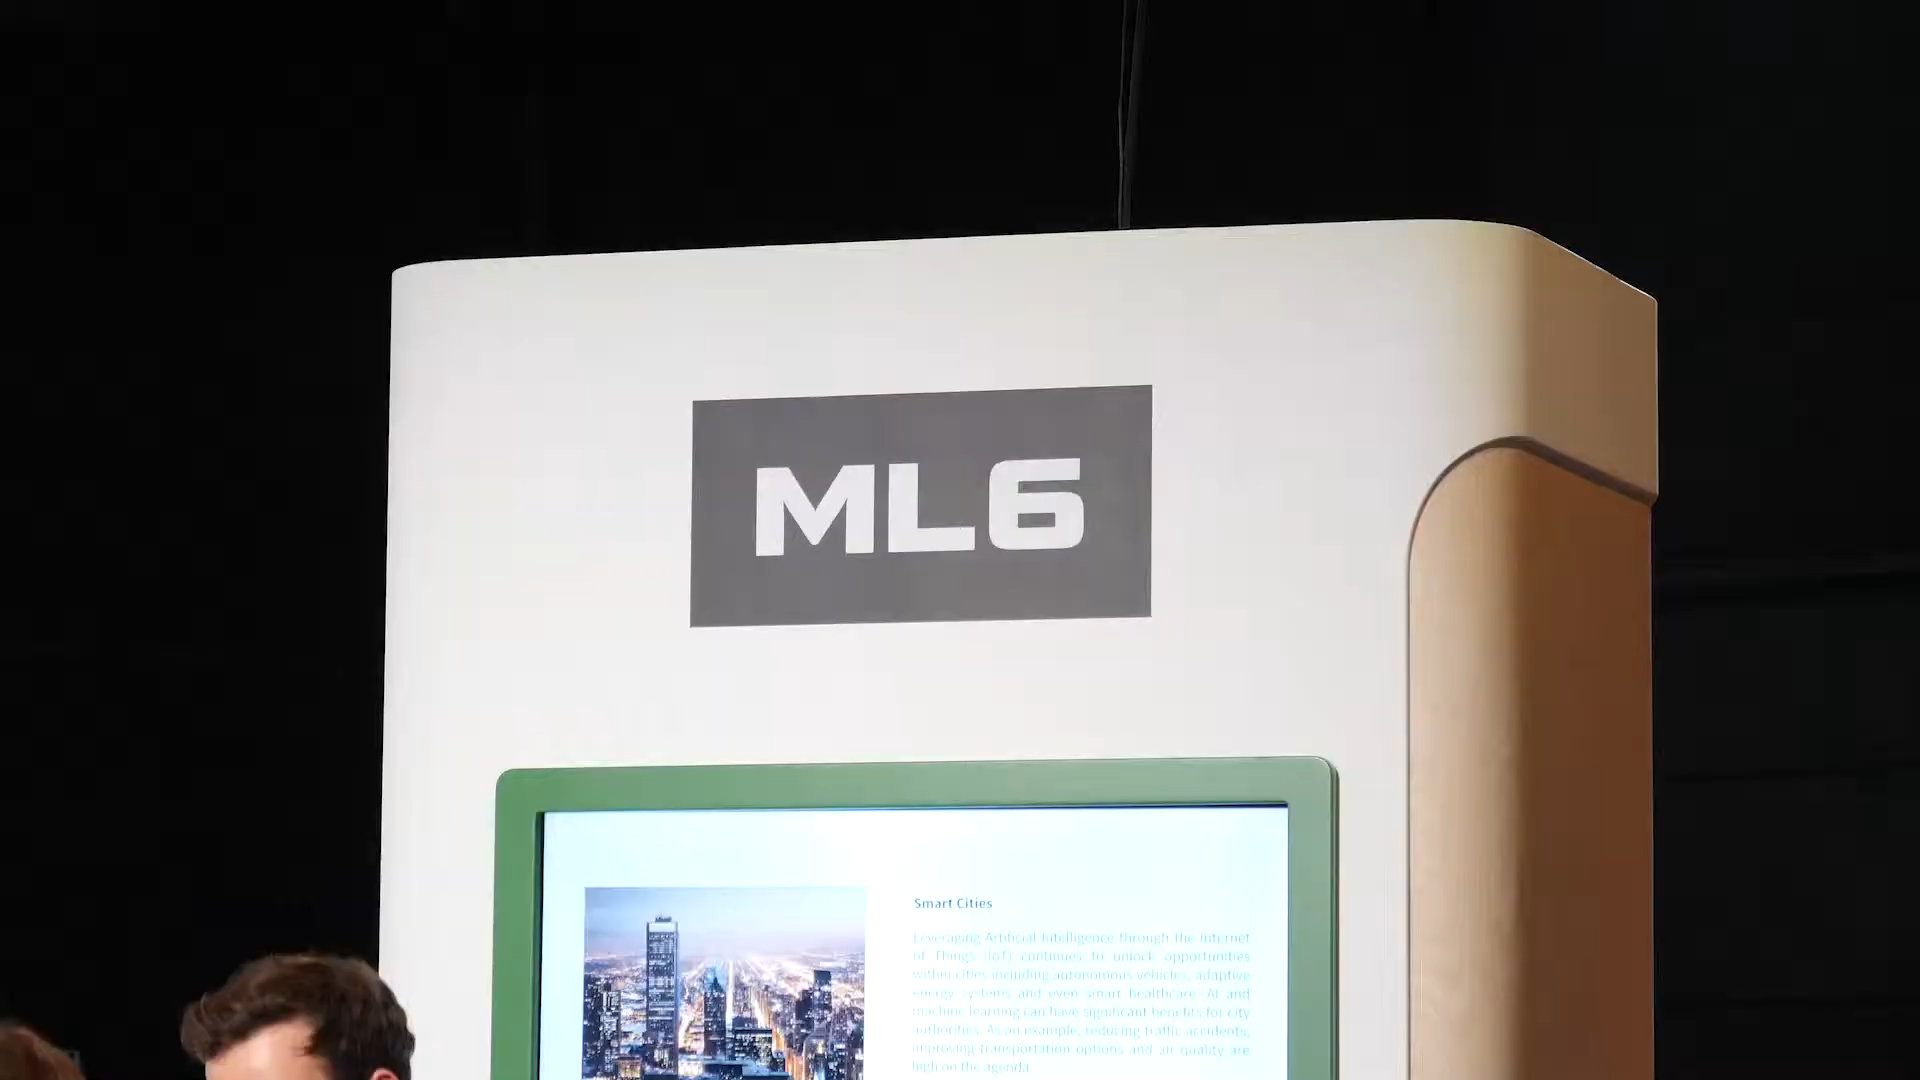 ML6
Smart Cities
Leveraging Artificial Intelligence through the Internet
of Things (IoT) continues to unlock opportunities
within cities including autonomous vehicles, adaptive
energy systems and even smart healthcare. AI and
machine learning can have significant benefits for city
authorities. As an example, reducing traffic accidents,
improving transportation options and air quality are
high on the agenda.